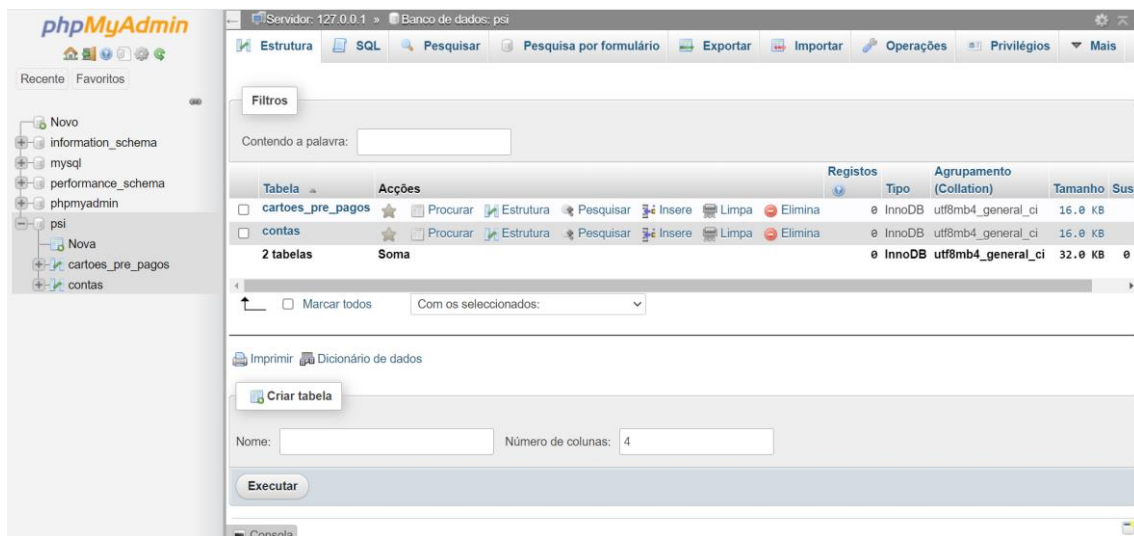 phpMyAdmin
Recente Favoritos
Novo
information_schema
mysql
performance_schema
phpmyadmin
psi
Nova
cartoes_pre_pagos
contas
Servidor: 127.0.0.1 » Banco de dados: psi
Estrutura SQL Pesquisar Pesquisa por formulário Exportar Importar Operações Privilégios Mais
Filtros
Contendo a palavra:
Tabela Acções Registos Tipo Agrupamento (Collation) Tamanho Sus
cartoes_pre_pagos Procurar Estrutura Pesquisar Insere Limpa Elimina 0 InnoDB utf8mb4_general_ci 16.0 KB
contas Procurar Estrutura Pesquisar Insere Limpa Elimina 0 InnoDB utf8mb4_general_ci 16.0 KB
2 tabelas Soma 0 InnoDB utf8mb4_general_ci 32.0 KB 0
Marcar todos Com os seleccionados:
Imprimir Dicionário de dados
Criar tabela
Nome: Número de colunas: 4
Executar
Consola